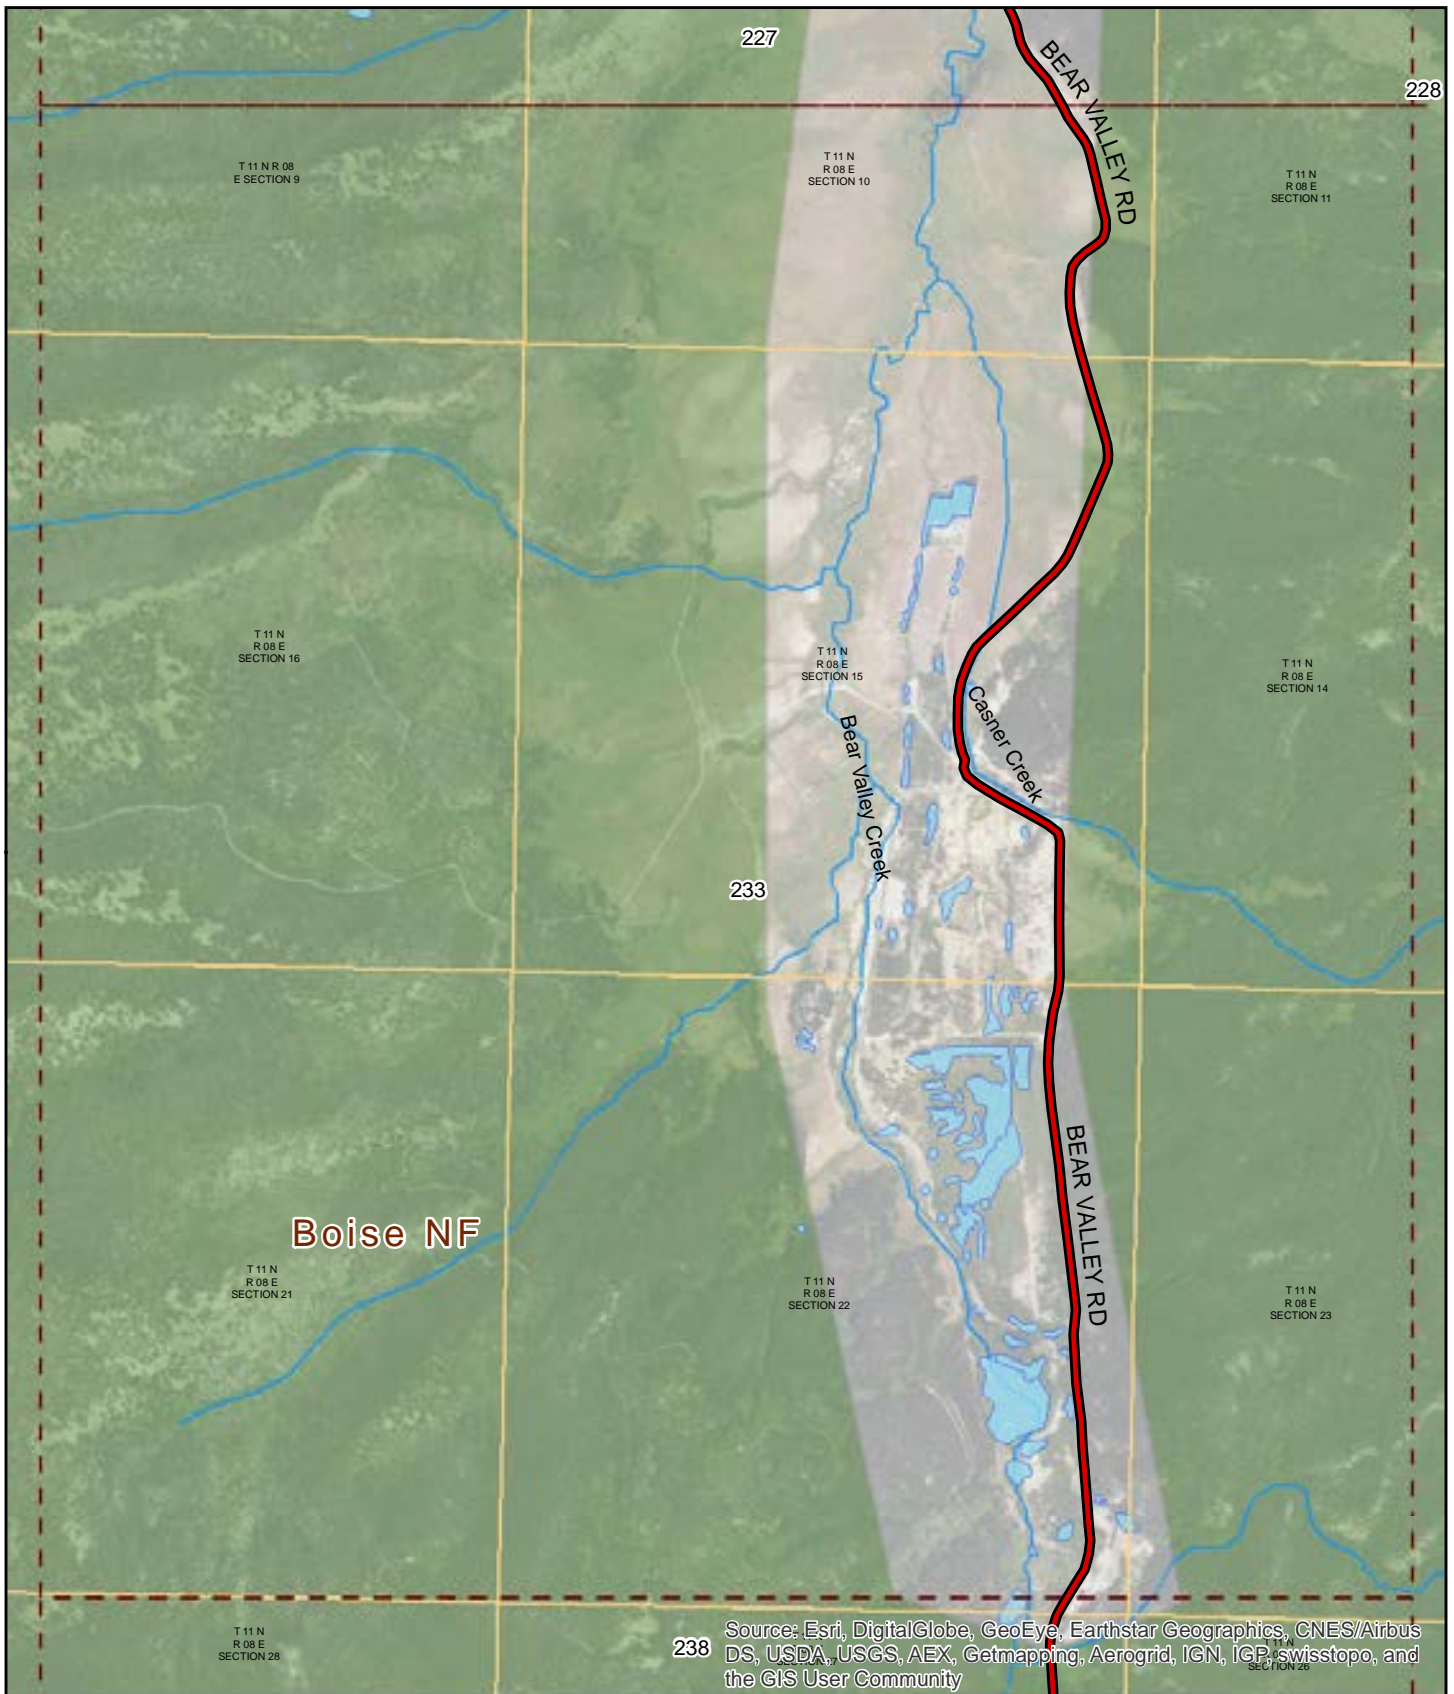 227
BEAR VALLEY RD
228
T 11 N R 08
E SECTION 9
T 11 N
R 08 E
SECTION 10
T 11 N
R 08 E
SECTION 11
T 11 N
R 08 E
SECTION 16
T 11 N
R 08 E
SECTION 15
T 11 N
R 08 E
SECTION 14
Casner Creek
Bear Valley Creek
233
BEAR VALLEY RD
Boise NF
T 11 N
R 08 E
SECTION 21
T 11 N
R 08 E
SECTION 22
T 11 N
R 08 E
SECTION 23
T 11 N
R 08 E
SECTION 28
238
T 11 N
SECTION 26
Source: Esri, DigitalGlobe, GeoEye, Earthstar Geographics, CNES/Airbus
DS, USDA, USGS, AEX, Getmapping, Aerogrid, IGN, IGP, swisstopo, and
the GIS User Community